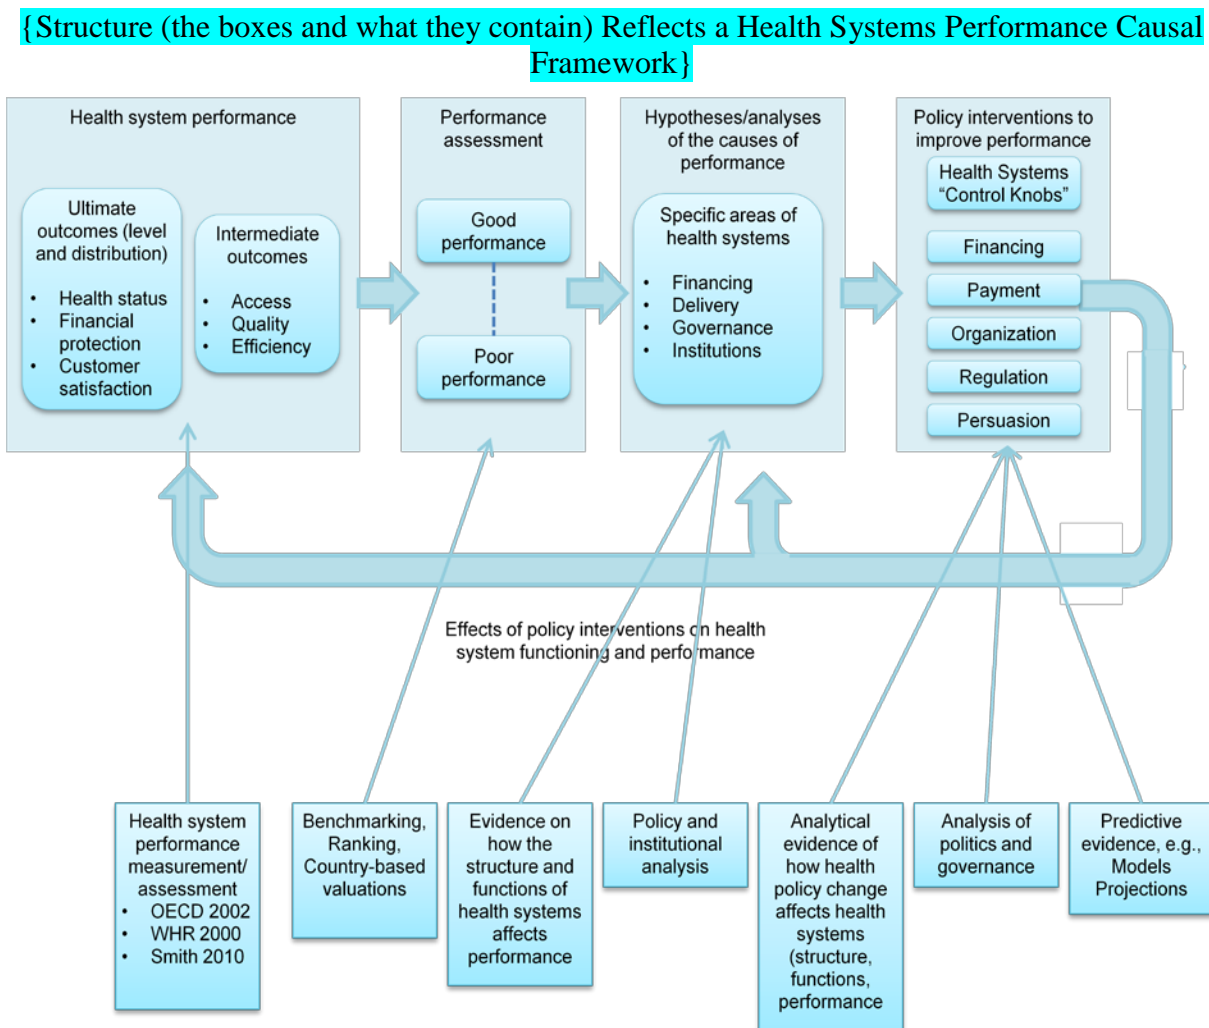 {Structure (the boxes and what they contain) Reflects a Health Systems Performance Causal
Framework}
Health system performance
Ultimate
outcomes (level
and distribution)
• Health status
• Financial
protection
• Customer
satisfaction
Intermediate
outcomes
• Access
• Quality
• Efficiency
Performance
assessment
Good
performance
Poor
performance
Hypotheses/analyses
of the causes of
performance
Specific areas of
health systems
• Financing
• Delivery
• Governance
• Institutions
Policy interventions to
improve performance
Health Systems
“Control Knobs”
Financing
Payment
Organization
Regulation
Persuasion
Effects of policy interventions on health
system functioning and performance
Health system
performance
measurement/
assessment
• OECD 2002
• WHR 2000
• Smith 2010
Benchmarking,
Ranking,
Country-based
valuations
Evidence on
how the
structure and
functions of
health systems
affects
performance
Policy and
institutional
analysis
Analytical
evidence of
how health
policy change
affects health
systems
(structure,
functions,
performance
Analysis of
politics and
governance
Predictive
evidence, e.g.,
Models
Projections